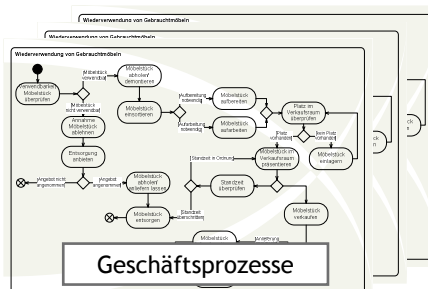 Wiederverwendung von Gebrauchtmöbeln
Wiederverwendung von Gebrauchtmöbeln
Wiederverwendung von Gebrauchtmöbeln
Verwendbarkeit
Möbelstück
überprüfen
[Möbelstück
verwendbar]
Möbelstück
abholen/
demontieren
[Möbelstück
nicht verwendbar]
Annahme
Möbelstück
ablehnen
Möbelstück
einsortieren
[Aufbereitung
notwendig]
Möbelstück
aufbereiten
[Aufarbeitung
notwendig]
Möbelstück
aufarbeiten
Platz im
Verkaufsraum
überprüfen
[Platz
vorhanden]
[kein Platz
vorhanden]
Möbelstück
einlagern
Entsorgung
anbieten
[Standzeit in Ordnung]
Möbelstück im
Verkaufsraum
präsentieren
[Angebot nicht
angenommen]
[Angebot
angenommen]
Möbelstück
abholen/
anliefern lassen
Standzeit
überprüfen
[Standzeit
überschritten]
Möbelstück
entsorgen
Möbelstück
verkaufen
Möbelstück
[Anlieferung
Geschäftsprozesse